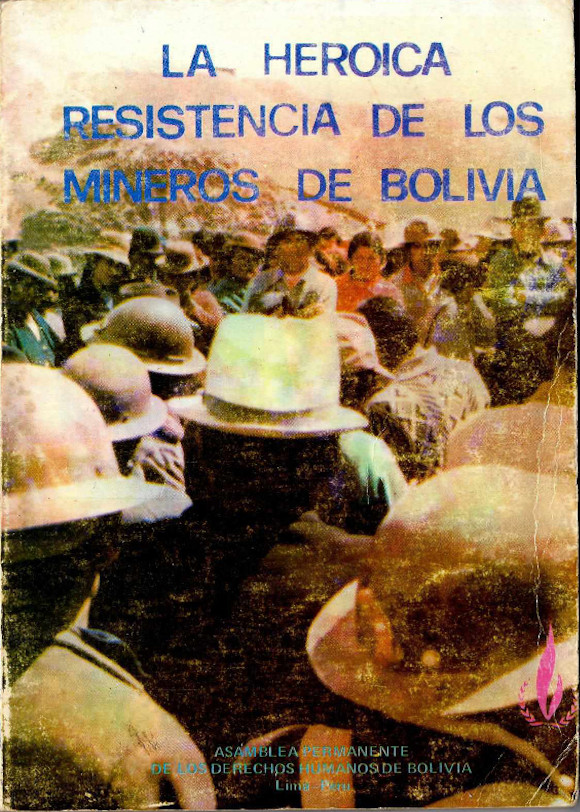 LA HEROICA
RESISTENCIA DE LOS
MINEROS DE BOLIVIA
ASAMBLEA PERMANENTE
DE LOS DERECHOS HUMANOS DE BOLIVIA
Lima-Perú